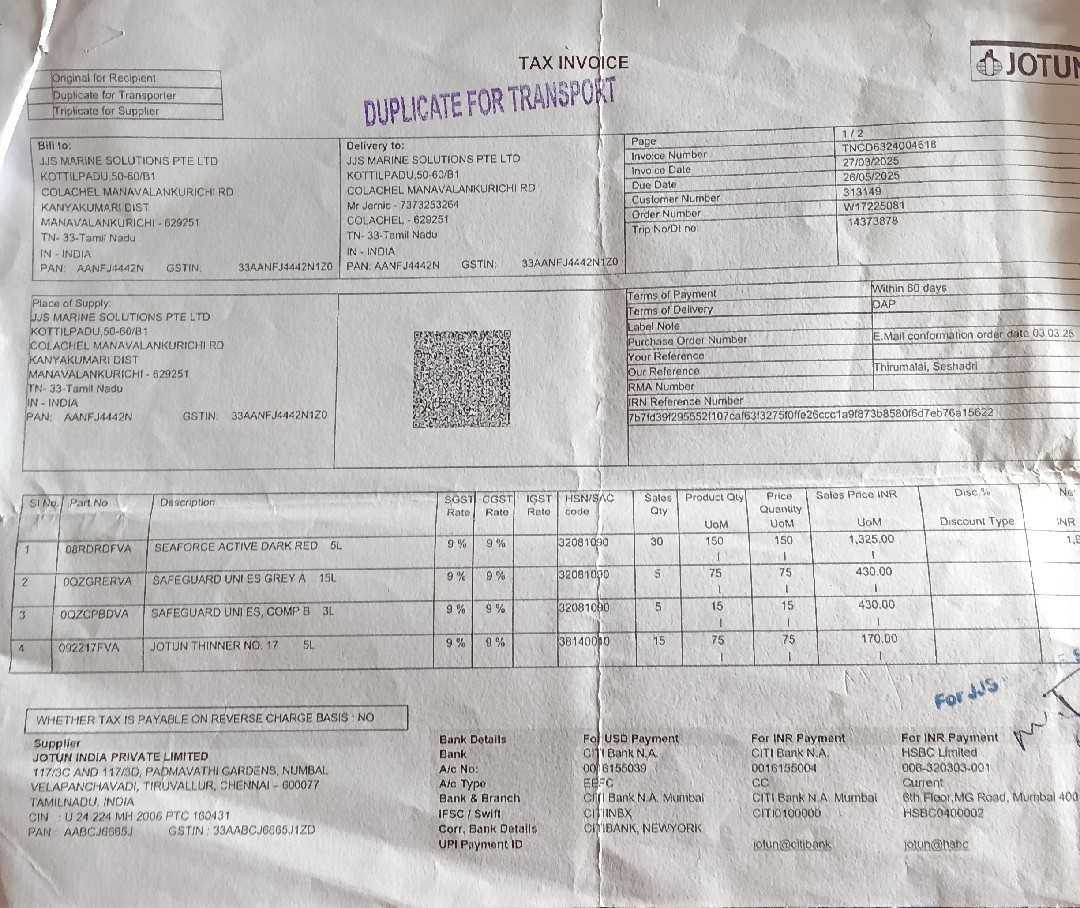 TAX INVOICE
JOTUN
Original for Recipient
Duplicate for Transporter
Triplicate for Supplier
DUPLICATE FOR TRANSPORT
Bill to:
JJS MARINE SOLUTIONS PTE LTD
KOTTILPADU,50-60/B1
COLACHEL MANAVALANKURICHI RD
KANYAKUMARI DIST
MANAVALANKURICHI - 629251
TN- 33-Tamil Nadu
IN - INDIA
PAN: AANFJ4442N GSTIN: 33AANFJ4442N1Z0
Delivery to:
JJS MARINE SOLUTIONS PTE LTD
KOTTILPADU,50-60/B1
COLACHEL MANAVALANKURICHI RD
Mr Jernic - 7373253264
COLACHEL - 629251
TN- 33-Tamil Nadu
IN - INDIA
PAN: AANFJ4442N GSTIN: 33AANFJ4442N1Z0
Page 1 / 2
Invoice Number TNCD6324004618
Invoice Date 27/03/2025
Due Date 26/05/2025
Customer Number 313149
Order Number W17225081
Trip No/Dl no 14373878
Place of Supply:
JJS MARINE SOLUTIONS PTE LTD
KOTTILPADU,50-60/B1
COLACHEL MANAVALANKURICHI RD
KANYAKUMARI DIST
MANAVALANKURICHI - 629251
TN- 33-Tamil Nadu
IN - INDIA
PAN: AANFJ4442N GSTIN: 33AANFJ4442N1Z0
Terms of Payment Within 60 days
Terms of Delivery DAP
Label Note
Purchase Order Number E.Mail conformation order date 03.03.25
Your Reference
Our Reference Thirumalai, Seshadri
RMA Number
IRN Reference Number
7b7fd39f295552f107caf63f3275f0ffe26ccc1a9f873b8580f6d7eb76a15622
Sl No. Part No Description SGST Rate CGST Rate IGST Rate HSN/SAC code Sales Qty Product Qty UoM Price Quantity UoM Sales Price INR UoM Disc.% Discount Type INR
1 08RDRDFVA SEAFORCE ACTIVE DARK RED 5L 9 % 9 % 32081090 30 150 l 150 l 1,325.00 l
2 0QZGRERVA SAFEGUARD UNI ES GREY A 15L 9 % 9 % 32081090 5 75 l 75 l 430.00 l
3 0QZCPBDVA SAFEGUARD UNI ES, COMP B 3L 9 % 9 % 32081090 5 15 l 15 l 430.00 l
4 092217FVA JOTUN THINNER NO. 17 5L 9 % 9 % 38140010 15 75 l 75 l 170.00 l
For JJS
WHETHER TAX IS PAYABLE ON REVERSE CHARGE BASIS : NO
Supplier
JOTUN INDIA PRIVATE LIMITED
117/3C AND 117/3D, PADMAVATHI GARDENS, NUMBAL
VELAPANCHAVADI, TIRUVALLUR, CHENNAI - 600077
TAMILNADU, INDIA
CIN : U 24 224 MH 2006 PTC 160431
PAN AABCJ6665J GSTIN : 33AABCJ6665J1ZD
Bank Details For USD Payment For INR Payment For INR Payment
Bank CITI Bank N.A. CITI Bank N.A. HSBC Limited
A/c No: 0016155039 0016155004 006-320303-001
A/c Type EEFC CC Current
Bank & Branch CITI Bank N.A. Mumbai CITI Bank N.A. Mumbai 6th Floor,MG Road, Mumbai 400
IFSC / Swift CITIINBX CITI0100000 HSBC0400002
Corr, Bank Details CITIBANK, NEWYORK
UPI Payment ID jotun@citibank jotun@hsbc